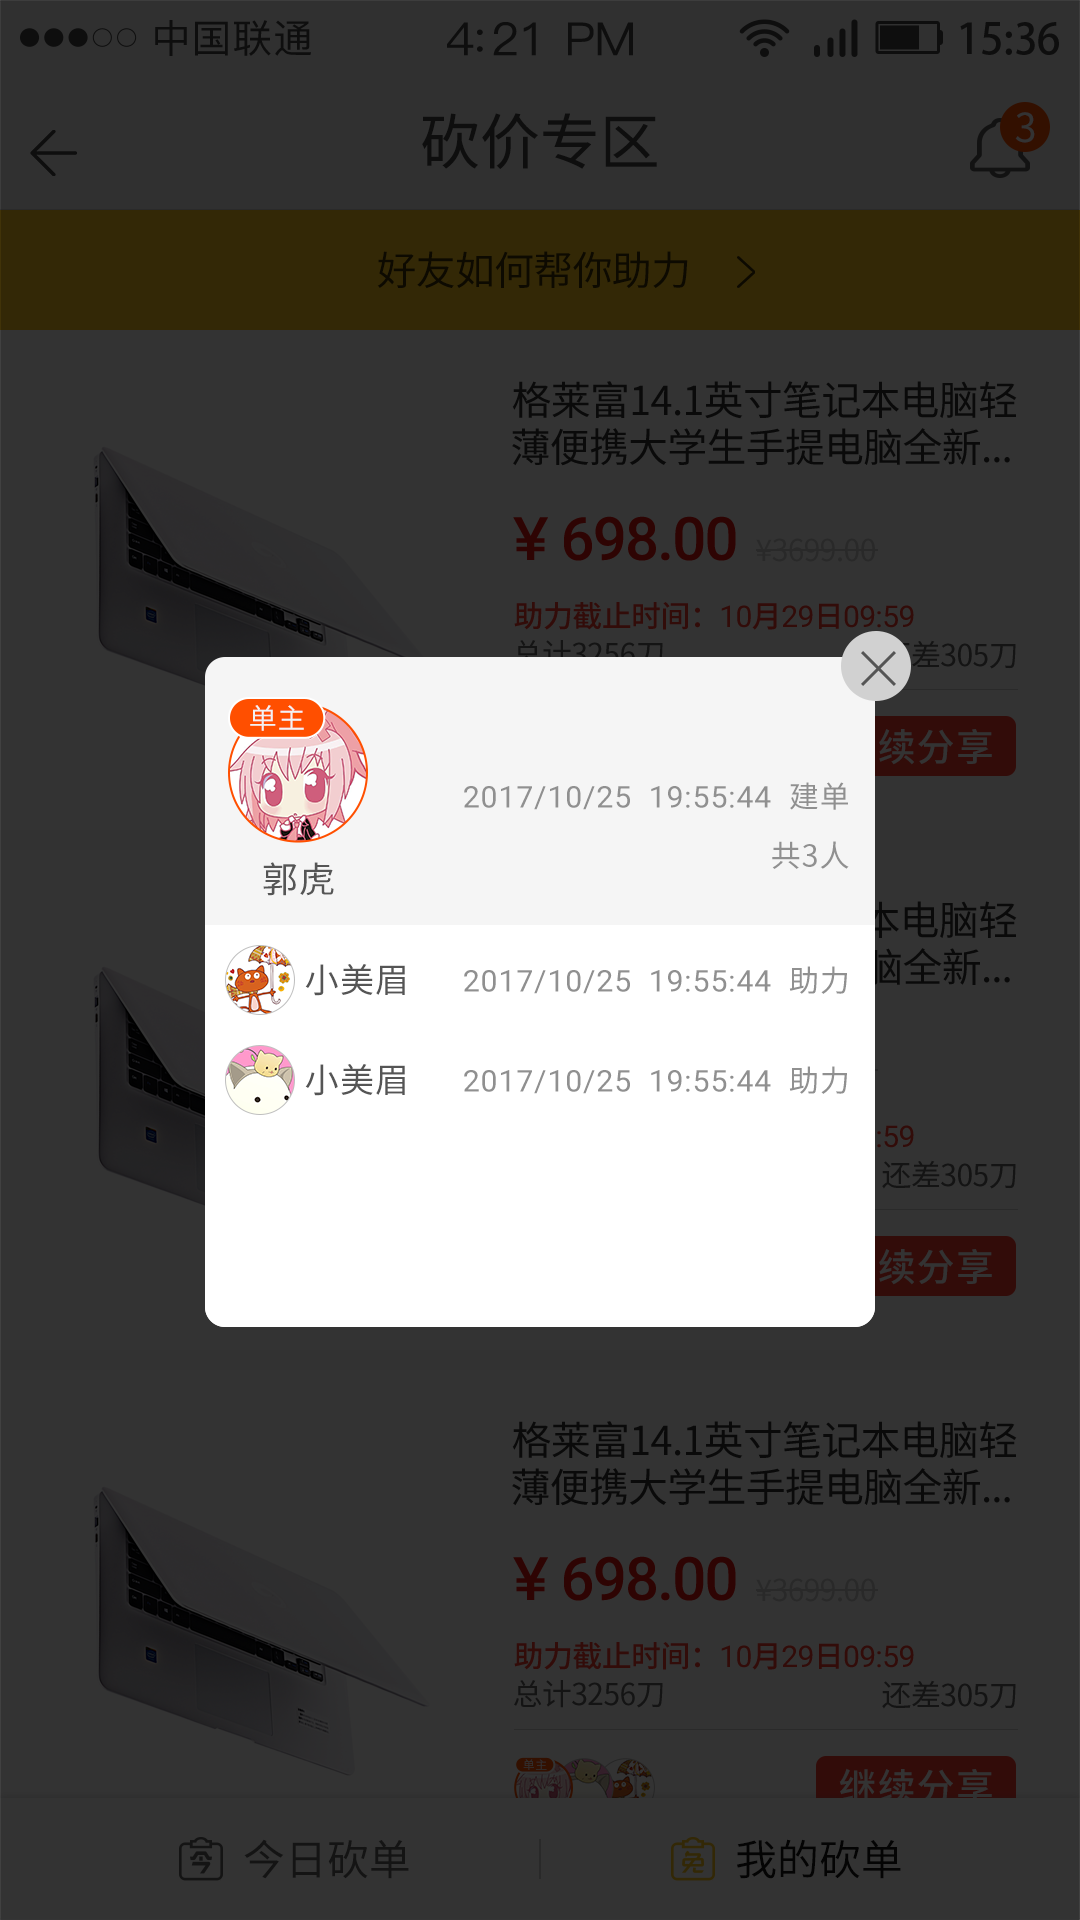 中国联通 4:21 PM 15:36
砍价专区
3
好友如何帮你助力
格莱富14.1英寸笔记本电脑轻
薄便携大学生手提电脑全新...
¥ 698.00 ¥3699.00
助力截止时间：10月29日09:59
总计3256刀 差305刀
续分享
单主
2017/10/25 19:55:44 建单
共3人
郭虎
本电脑轻
脑全新...
小美眉 2017/10/25 19:55:44 助力
小美眉 2017/10/25 19:55:44 助力
:59
还差305刀
续分享
格莱富14.1英寸笔记本电脑轻
薄便携大学生手提电脑全新...
¥ 698.00 ¥3699.00
助力截止时间：10月29日09:59
总计3256刀 还差305刀
单主
继续分享
今 今日砍单 免 我的砍单